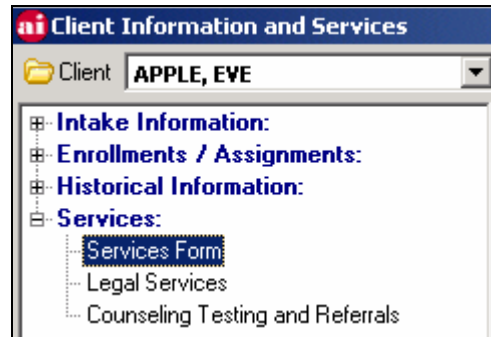 ai Client Information and Services
Client APPLE, EVE
Intake Information:
Enrollments / Assignments:
Historical Information:
Services:
Services Form
Legal Services
Counseling Testing and Referrals